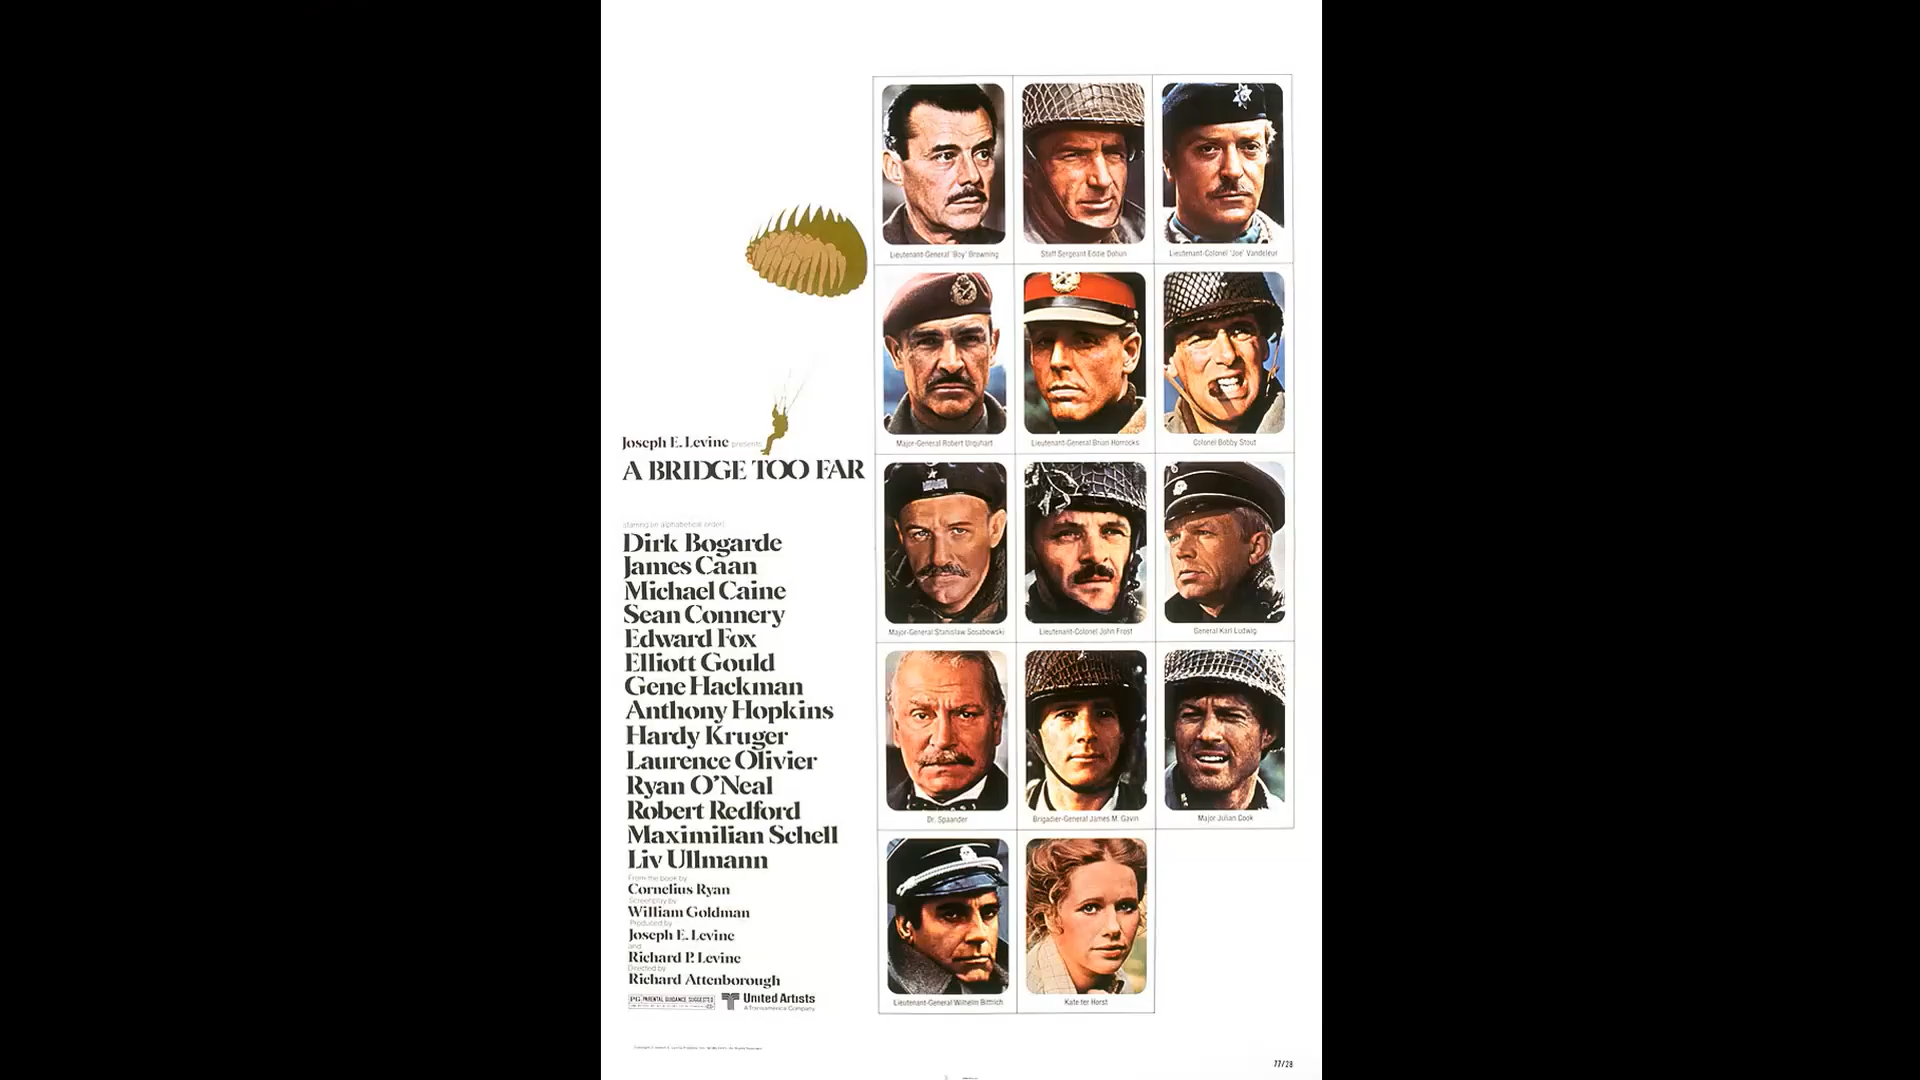 Lieutenant-General 'Boy' Browning
Staff Sergeant Eddie Dohun
Lieutenant-Colonel 'Joe' Vandeleur
Major-General Robert Urquhart
Lieutenant-General Brian Horrocks
Colonel Bobby Stout
Joseph E. Levine presents
A BRIDGE TOO FAR
Major-General Stanislaw Sosabowski
Lieutenant-Colonel John Frost
General Karl Ludwig
starring (in alphabetical order)
Dirk Bogarde
James Caan
Michael Caine
Sean Connery
Edward Fox
Elliott Gould
Gene Hackman
Anthony Hopkins
Hardy Kruger
Laurence Olivier
Ryan O'Neal
Robert Redford
Maximilian Schell
Liv Ullmann
Dr. Spaander
Brigadier-General James M. Gavin
Major Julian Cook
From the book by
Cornelius Ryan
Screenplay by
William Goldman
Produced by
Joseph E. Levine
and
Richard P. Levine
Directed by
Richard Attenborough
PG PARENTAL GUIDANCE SUGGESTED
United Artists
A Transamerica Company
Lieutenant-General Wilhelm Bittrich
Kate ter Horst
77/28